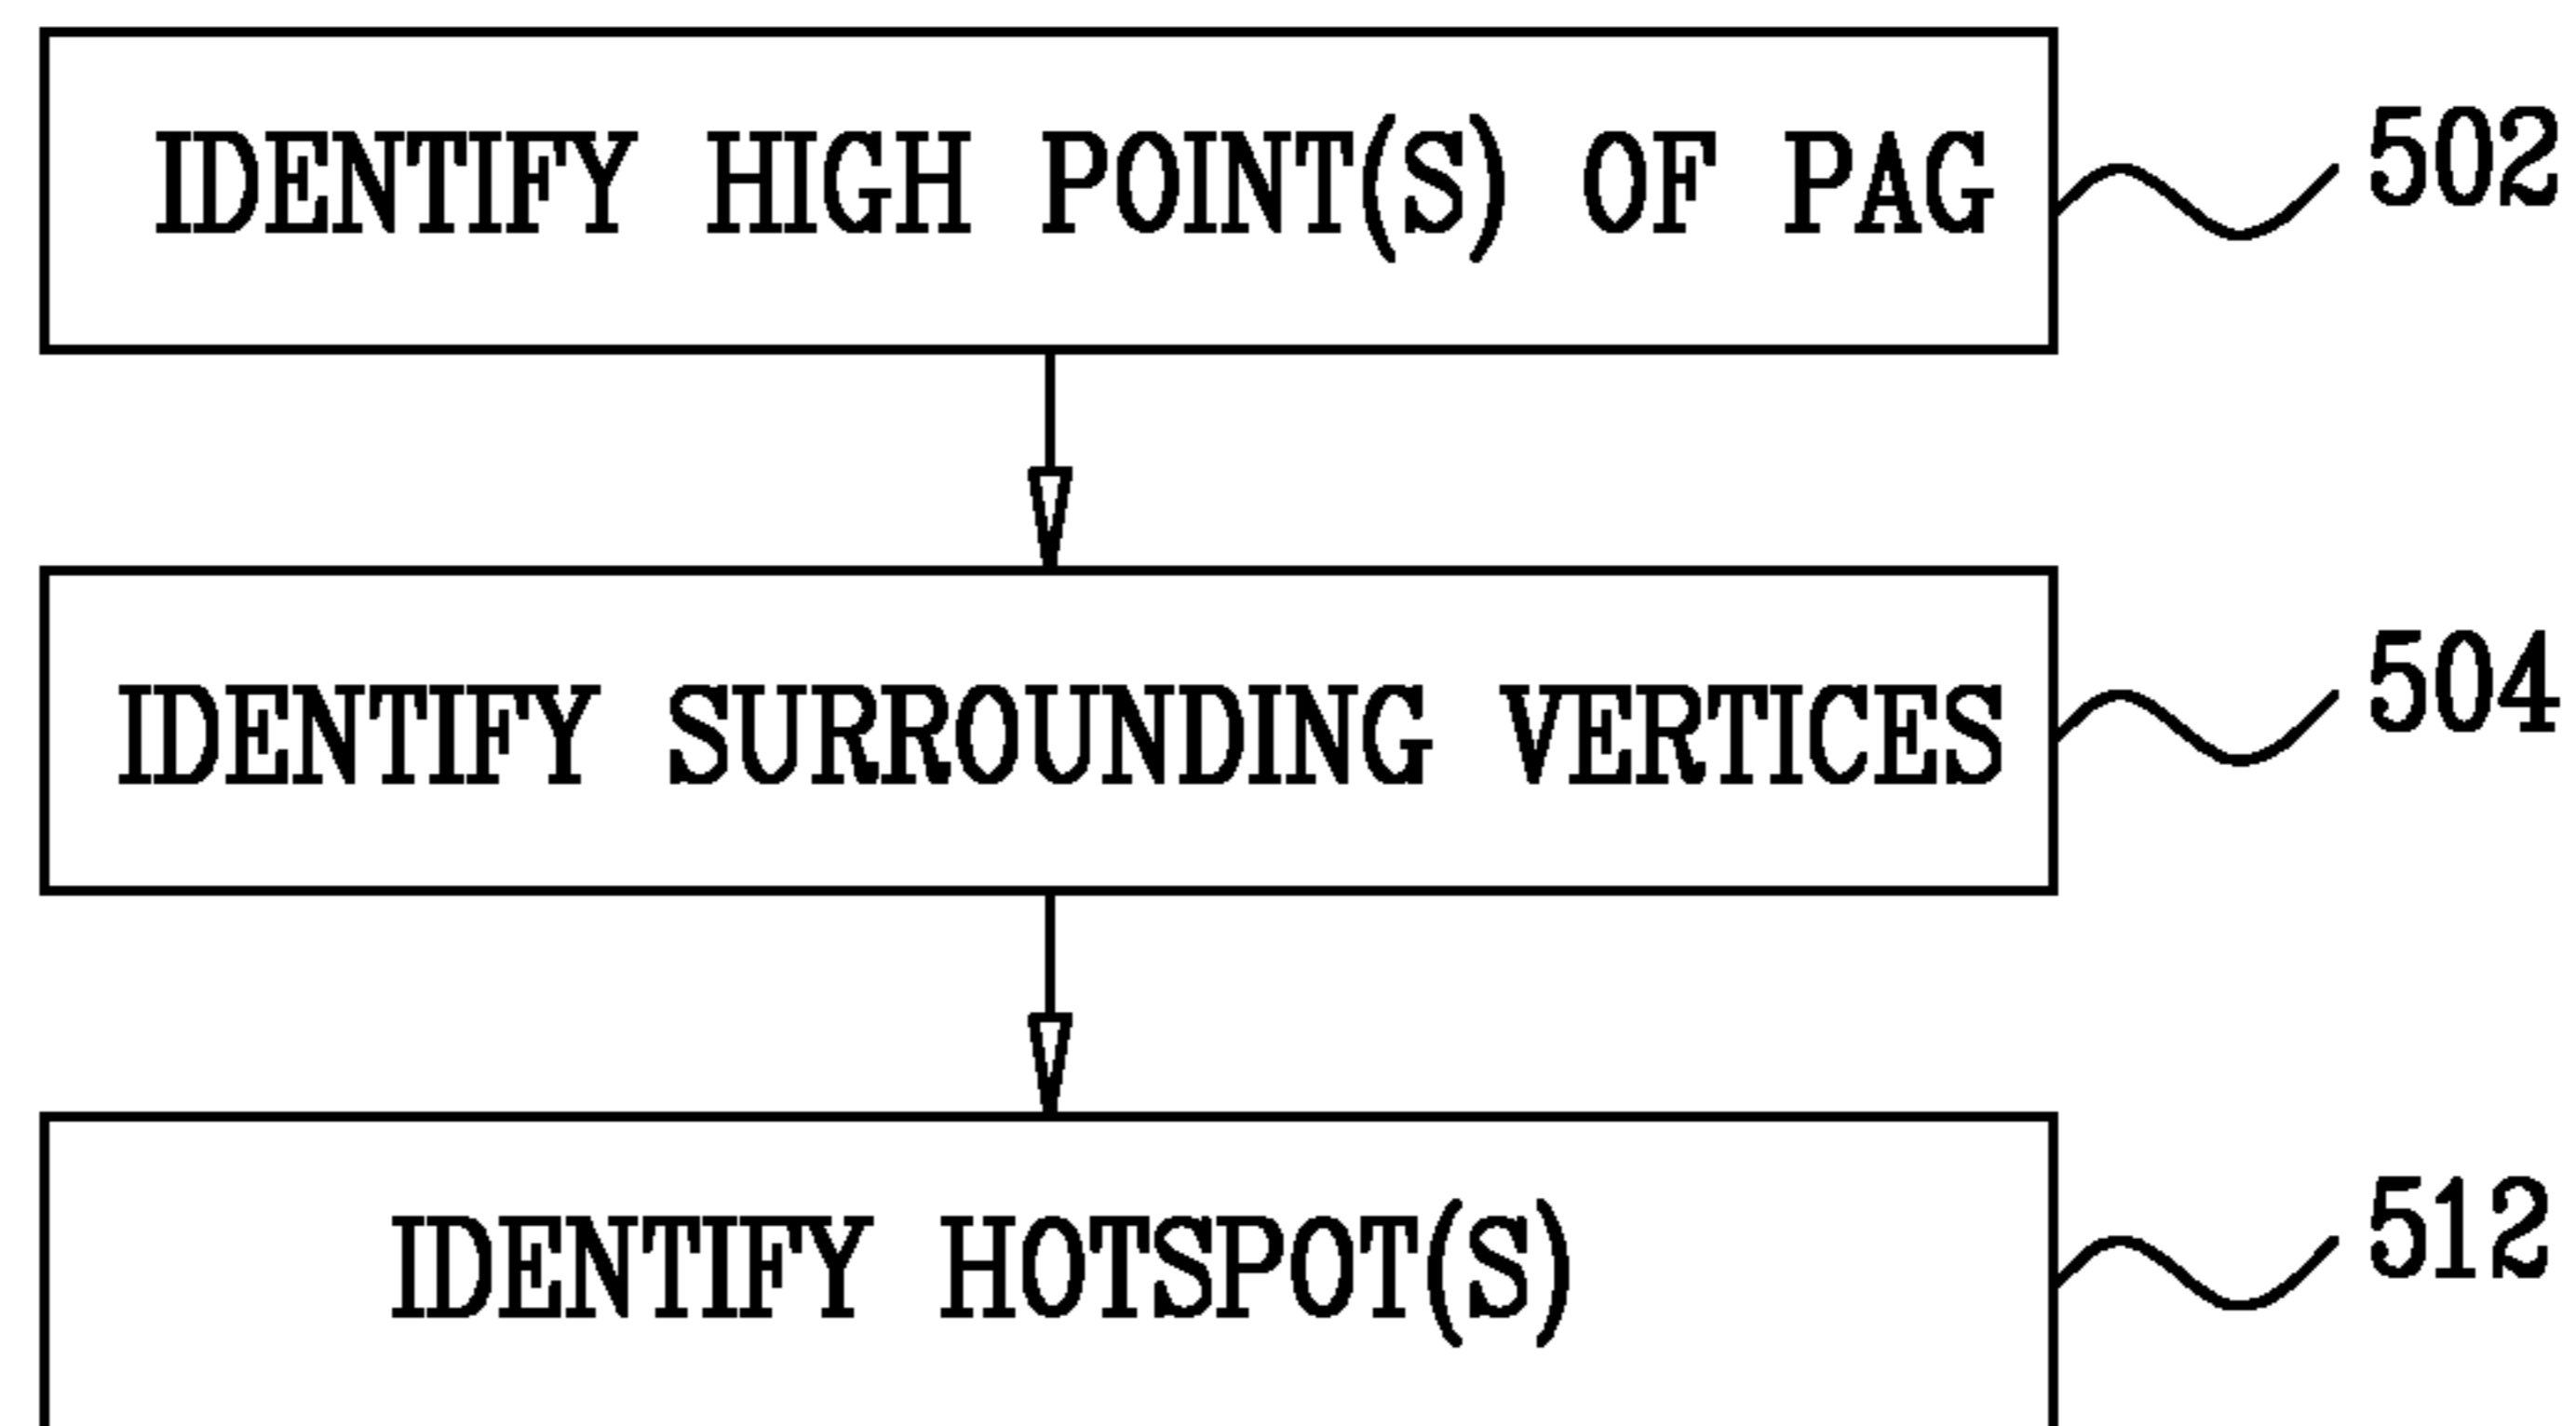 IDENTIFY HIGH POINT(S) OF PAG
502
IDENTIFY SURROUNDING VERTICES
504
IDENTIFY HOTSPOT(S)
512